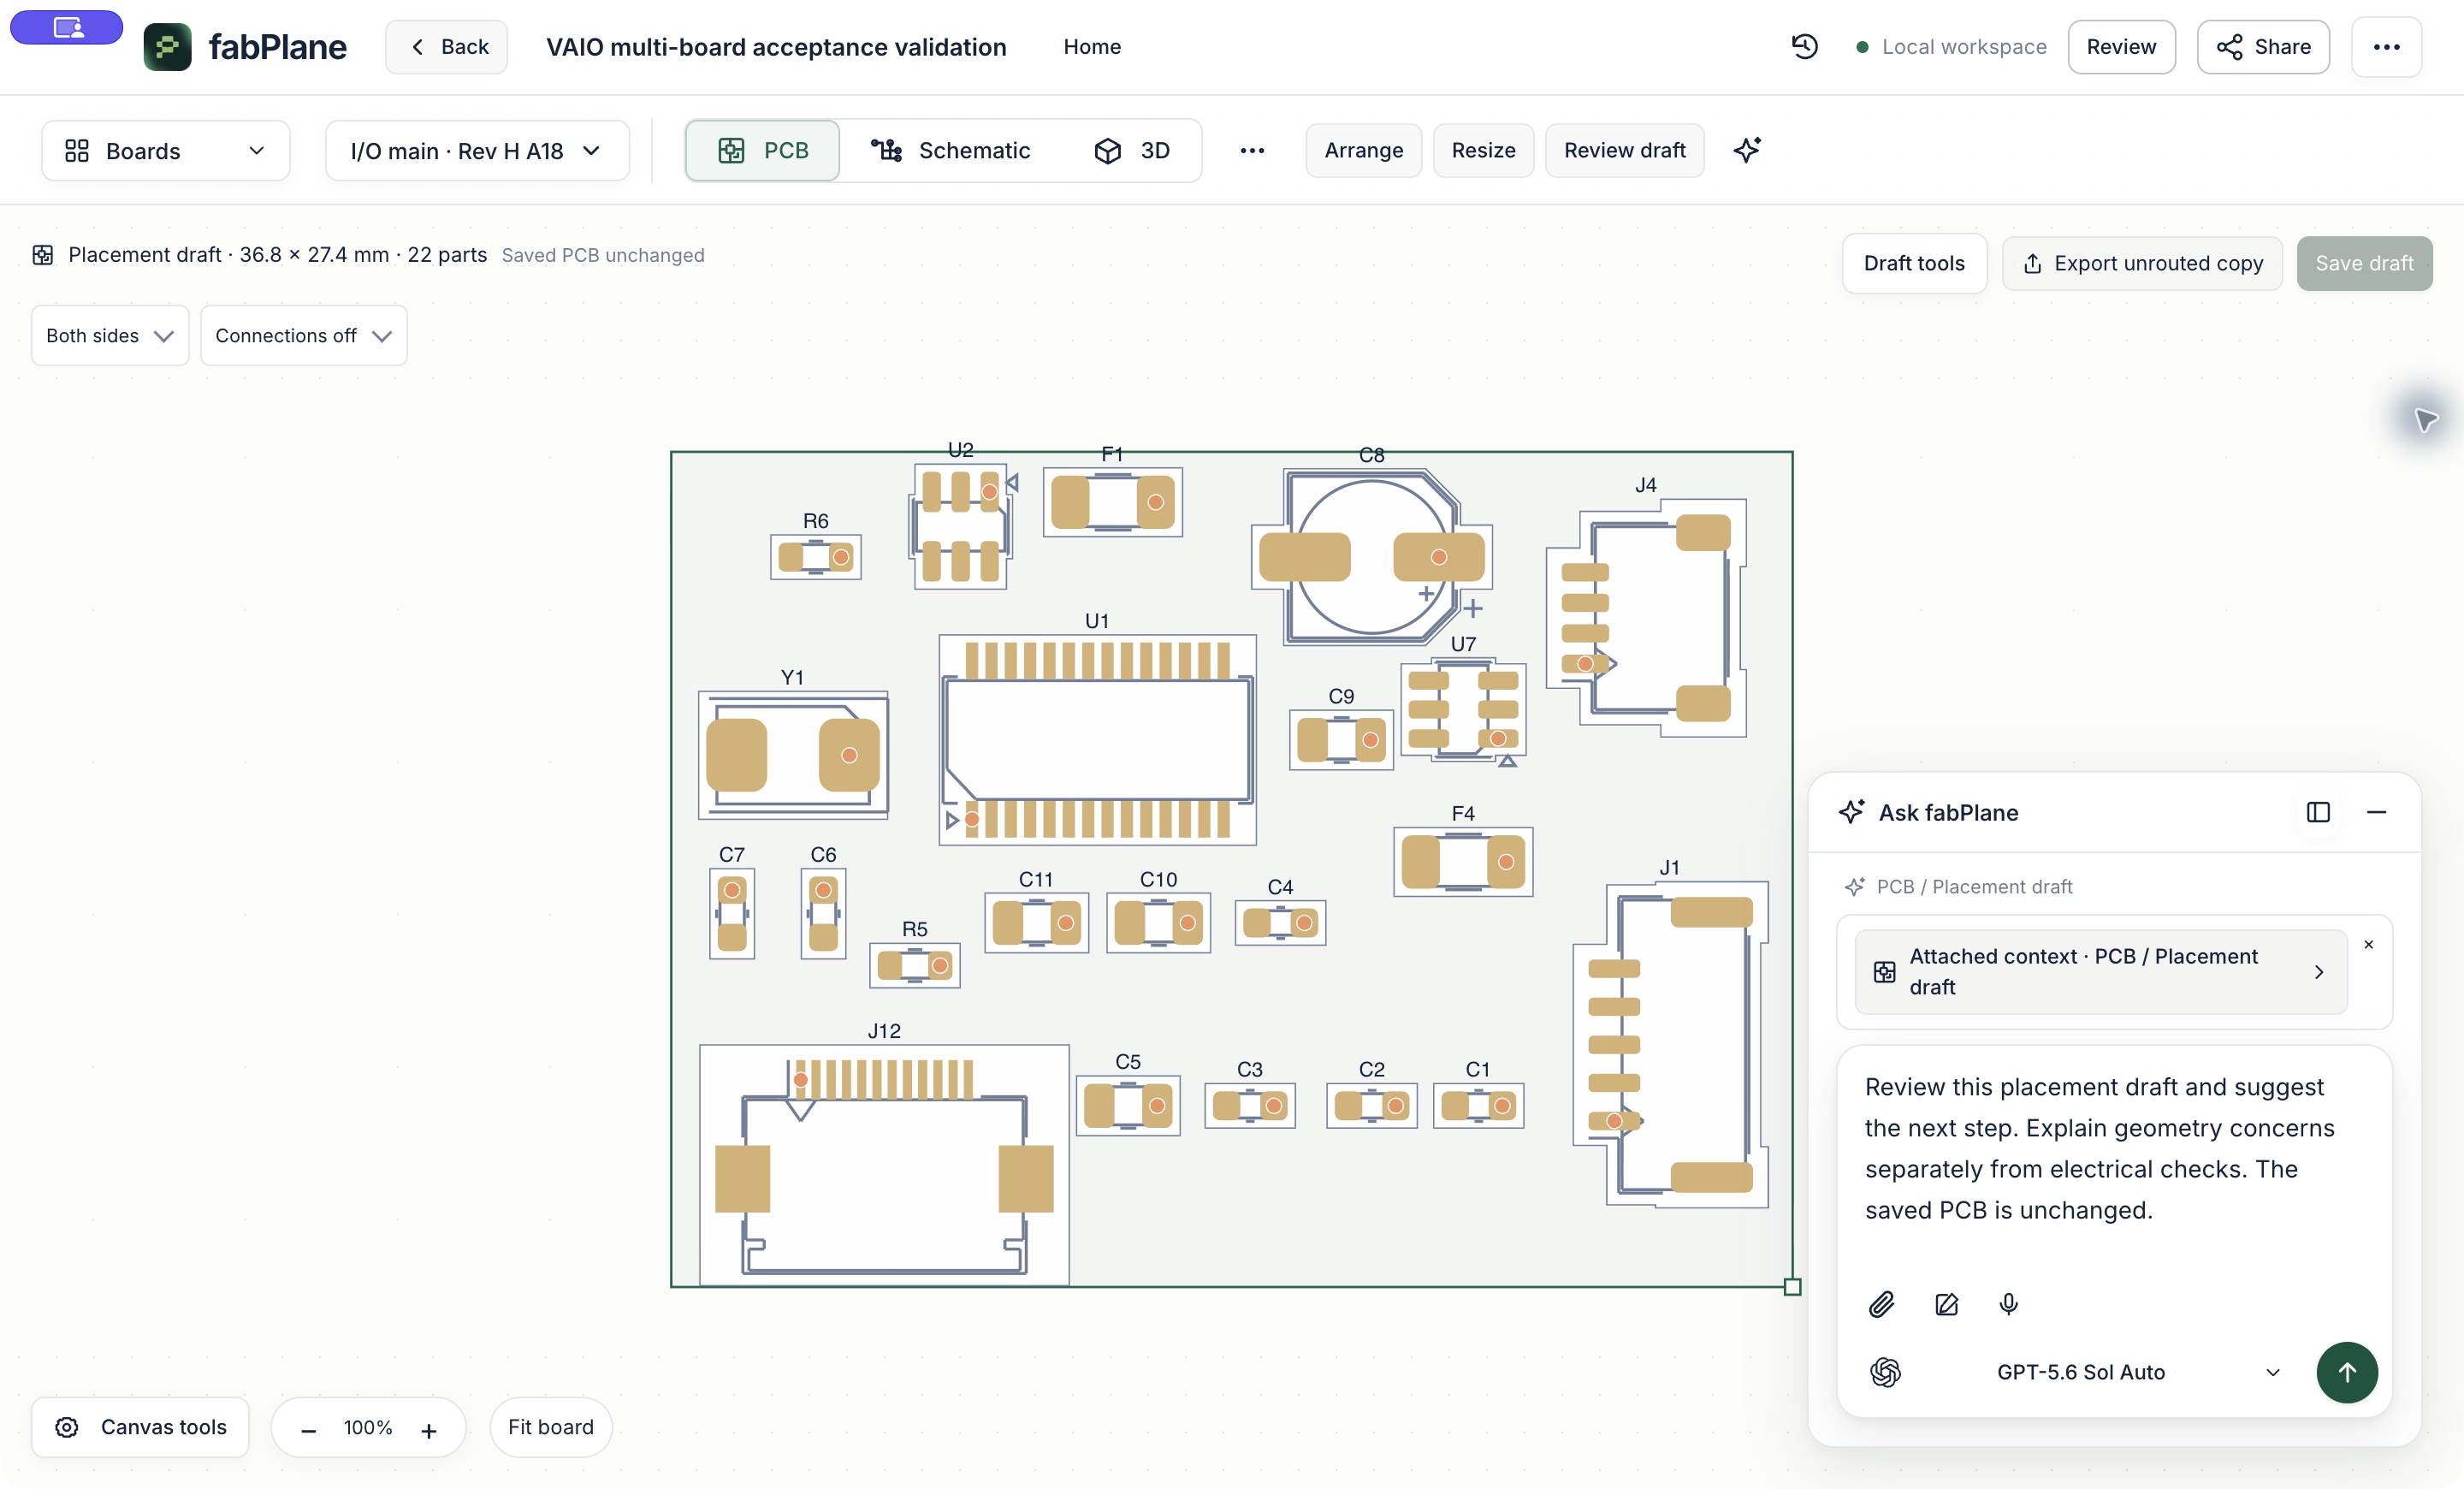 fabPlane
Back
VAIO multi-board acceptance validation
Home
Local workspace
Review
Share
Boards
I/O main · Rev H A18
PCB
Schematic
3D
Arrange
Resize
Review draft
Placement draft · 36.8 × 27.4 mm · 22 parts
Saved PCB unchanged
Draft tools
Export unrouted copy
Save draft
Both sides
Connections off
U2
F1
C8
J4
R6
U1
U7
Y1
C9
F4
C7
C6
C11
C10
C4
J1
R5
J12
C5
C3
C2
C1
Ask fabPlane
PCB / Placement draft
Attached context · PCB / Placement
draft
Review this placement draft and suggest
the next step. Explain geometry concerns
separately from electrical checks. The
saved PCB is unchanged.
GPT-5.6 Sol Auto
Canvas tools
100%
Fit board